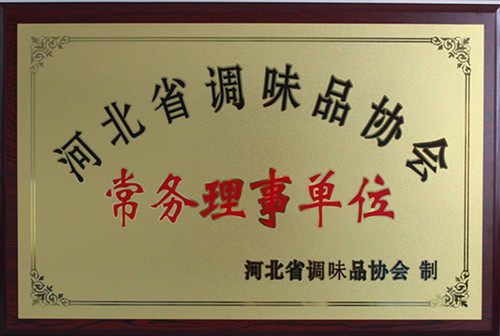 河北省调味品协会
常务理事单位
河北省调味品协会 制